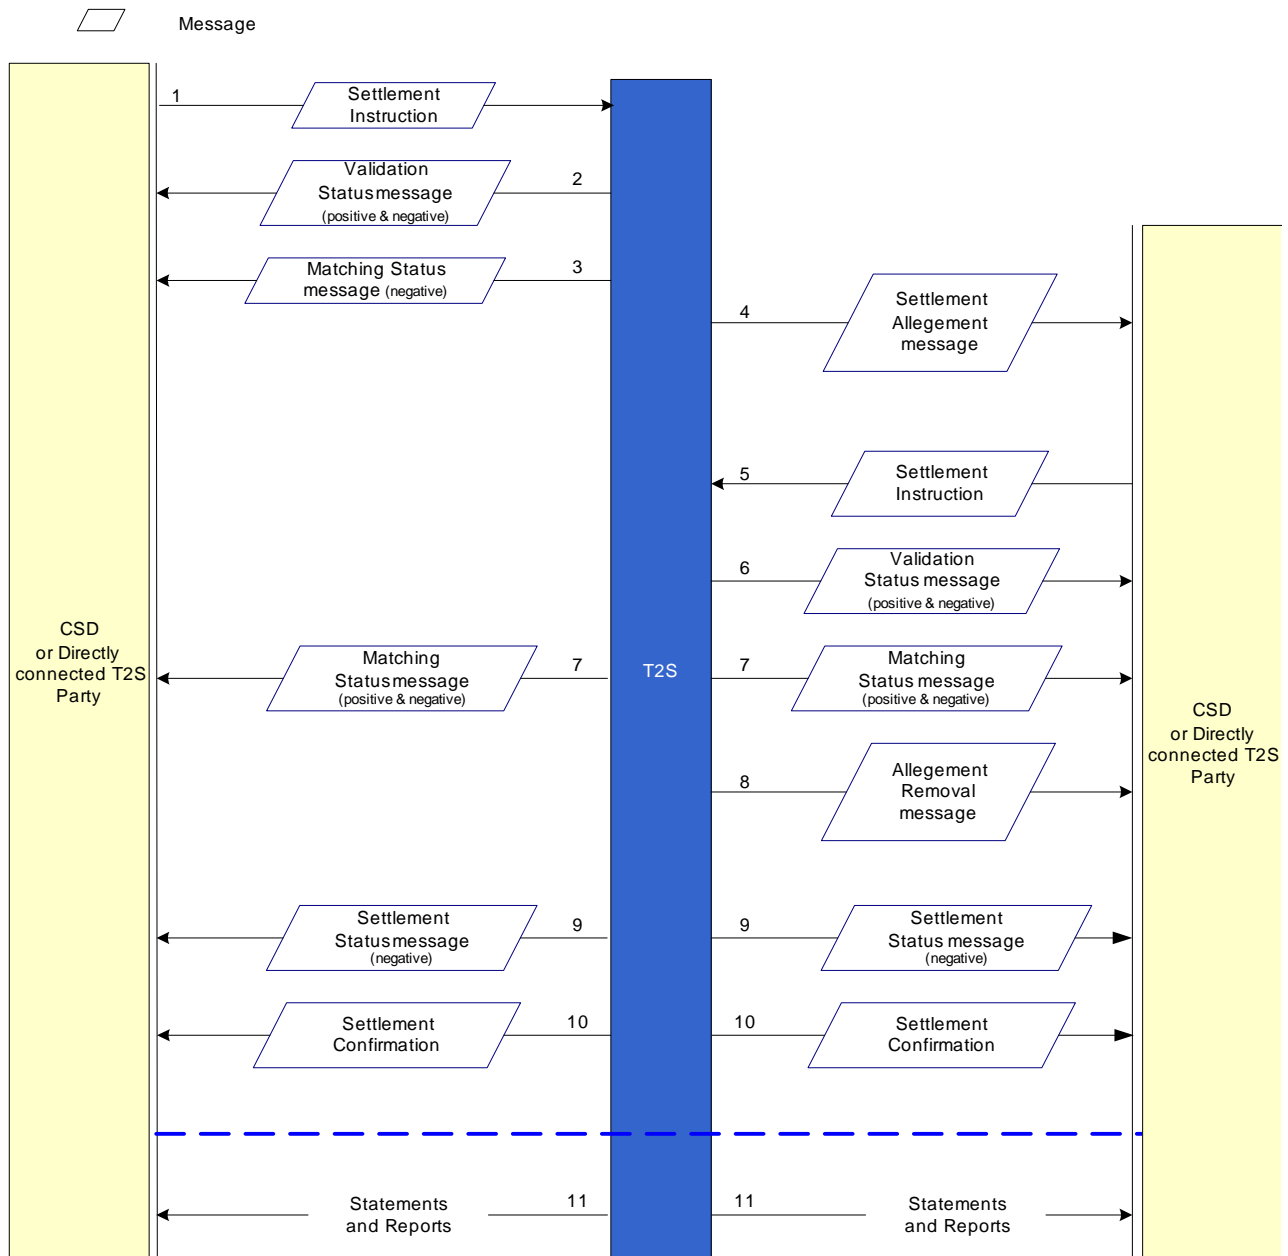 Message
1
Settlement
Instruction
Validation
Status message
(positive & negative)
2
Matching Status
message (negative)
3
4
Settlement
Allegement
message
5
Settlement
Instruction
6
Validation
Status message
(positive & negative)
CSD
or Directly
connected T2S
Party
Matching
Status message
(positive & negative)
7
T2S
7
Matching
Status message
(positive & negative)
CSD
or Directly
connected T2S
Party
8
Allegement
Removal
message
Settlement
Status message
(negative)
9
9
Settlement
Status message
(negative)
Settlement
Confirmation
10
10
Settlement
Confirmation
Statements
and Reports
11
11
Statements
and Reports